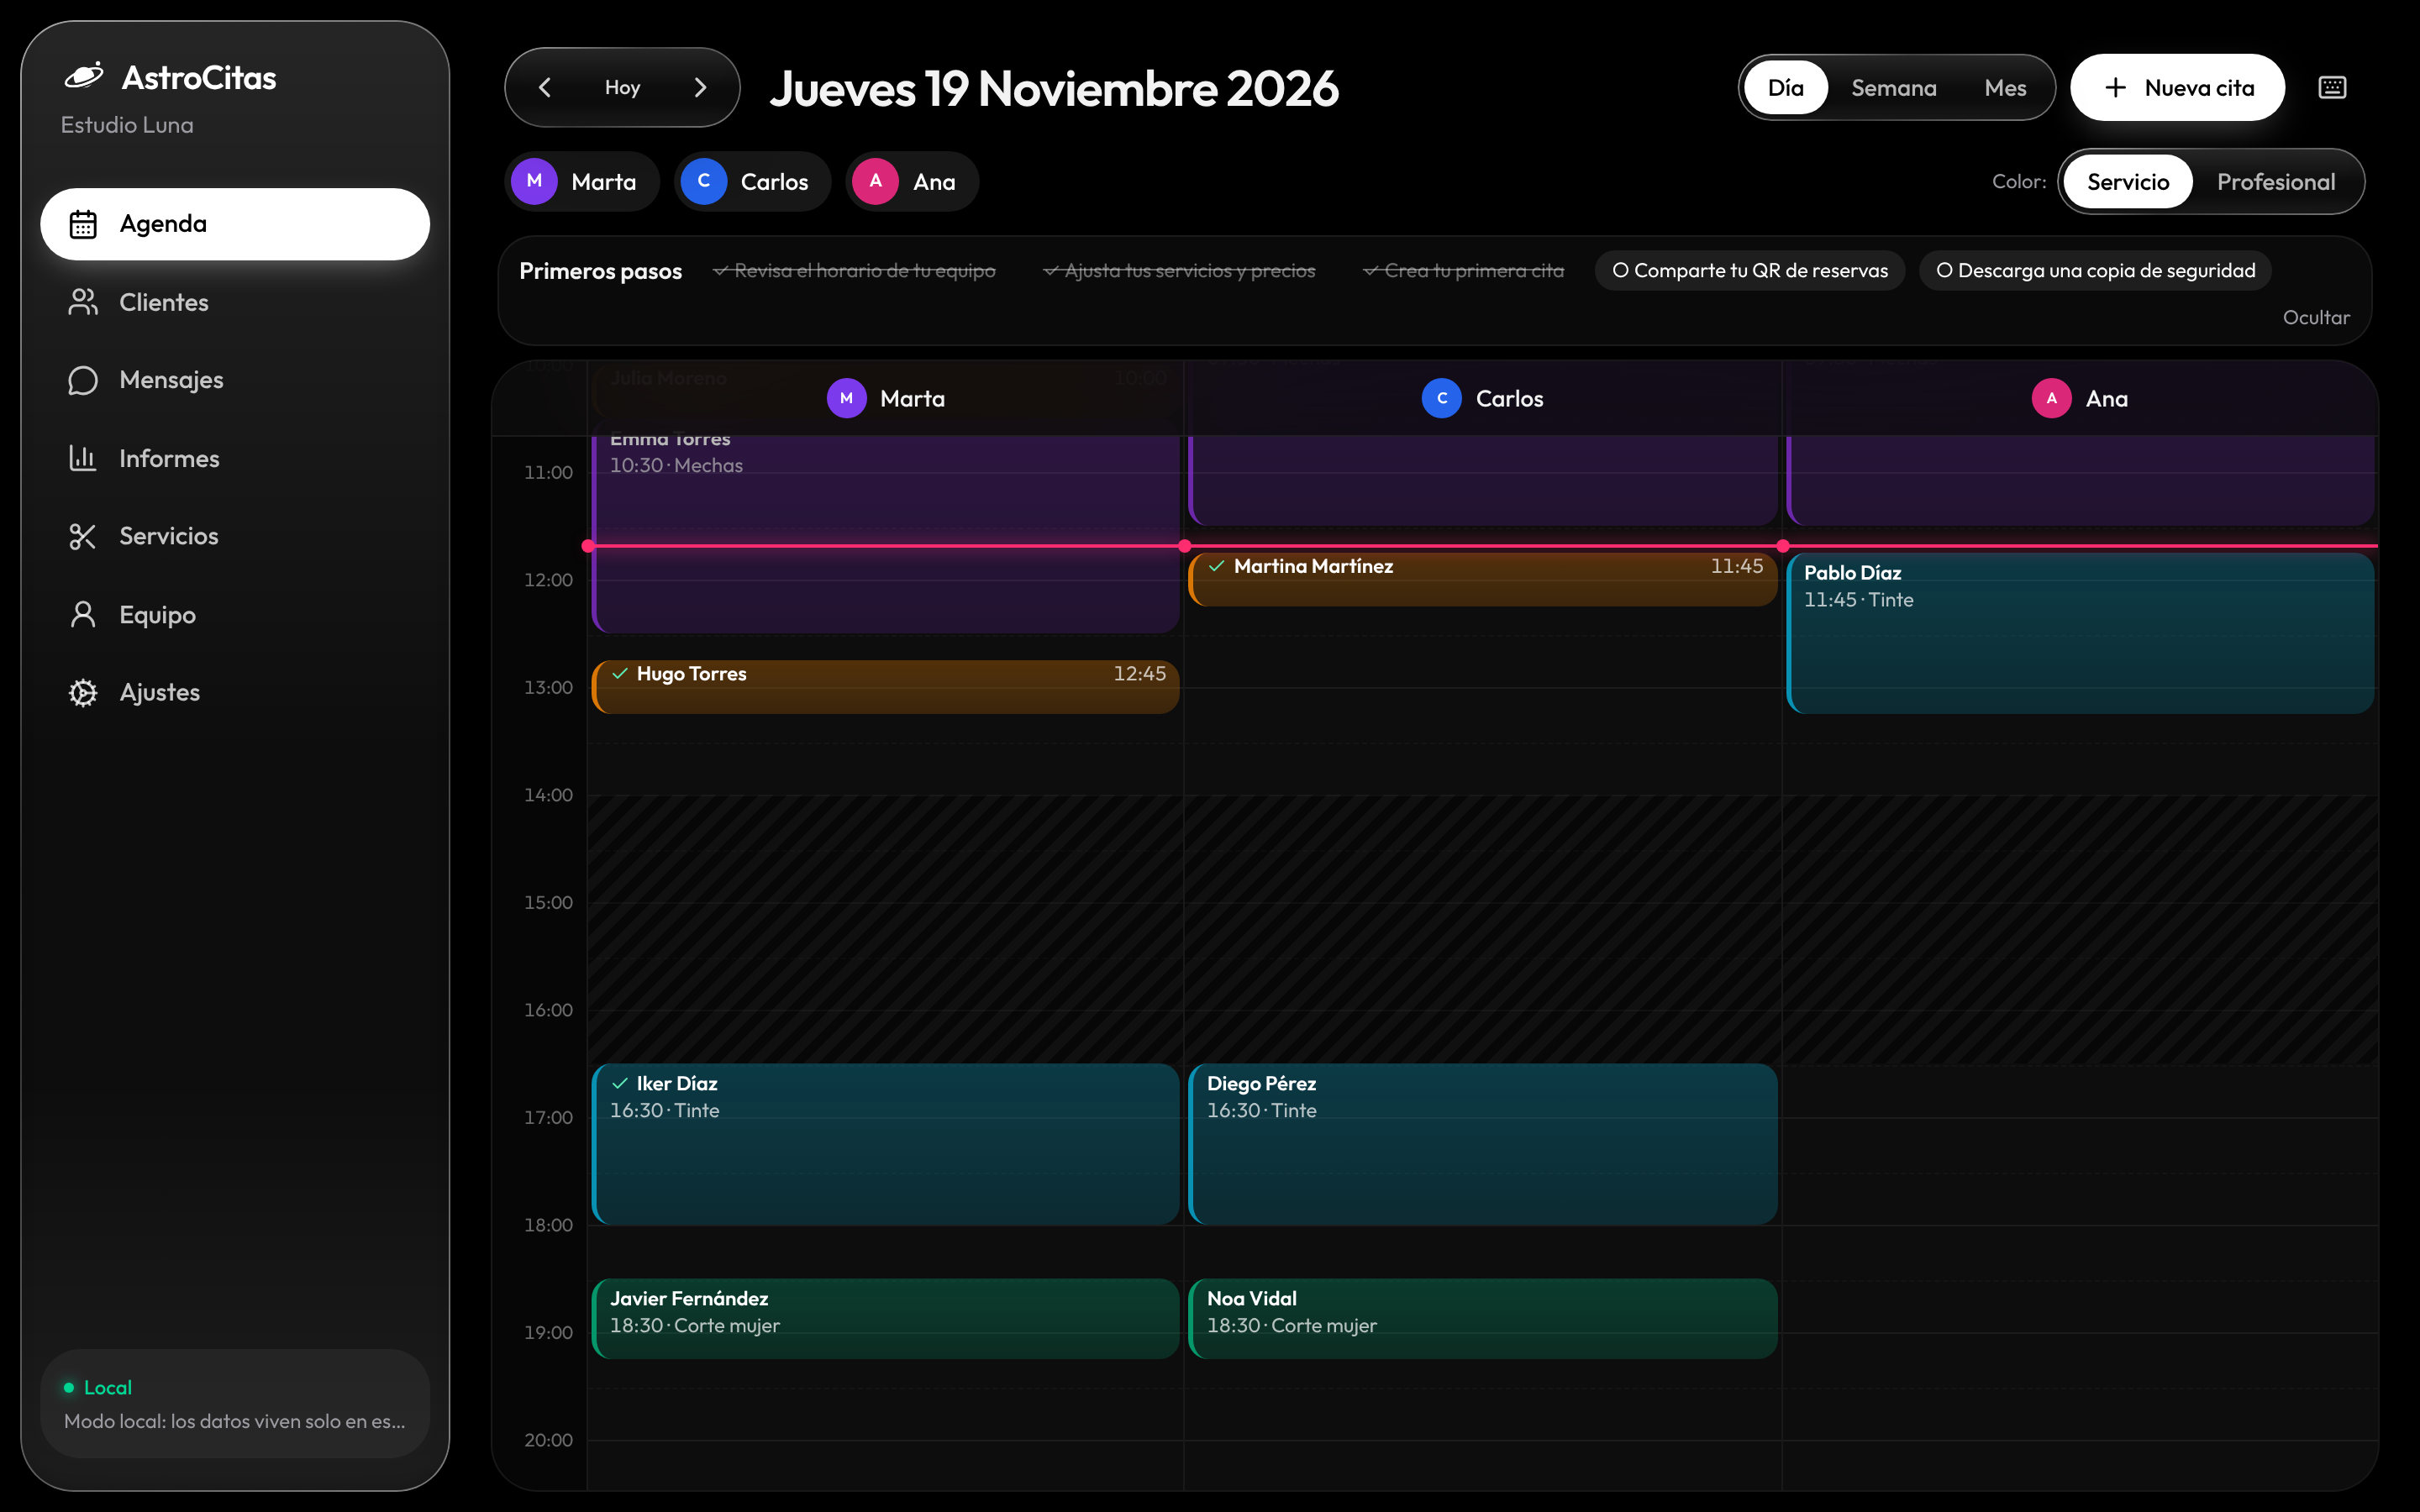 AstroCitas
Estudio Luna
Agenda
Clientes
Mensajes
Informes
Servicios
Equipo
Ajustes
Local
Modo local: los datos viven solo en es...
Hoy
Jueves 19 Noviembre 2026
Día Semana Mes
+ Nueva cita
M Marta
C Carlos
A Ana
Color: Servicio Profesional
Primeros pasos
✓ Revisa el horario de tu equipo
✓ Ajusta tus servicios y precios
✓ Crea tu primera cita
Comparte tu QR de reservas
Descarga una copia de seguridad
Ocultar
M Marta
C Carlos
A Ana
10:00
Julia Moreno 10:00
Emma Torres
10:30 · Mechas
11:00
✓ Martina Martínez 11:45
Pablo Díaz
11:45 · Tinte
12:00
✓ Hugo Torres 12:45
13:00
14:00
15:00
16:00
✓ Iker Díaz
16:30 · Tinte
Diego Pérez
16:30 · Tinte
17:00
18:00
Javier Fernández
18:30 · Corte mujer
Noa Vidal
18:30 · Corte mujer
19:00
20:00